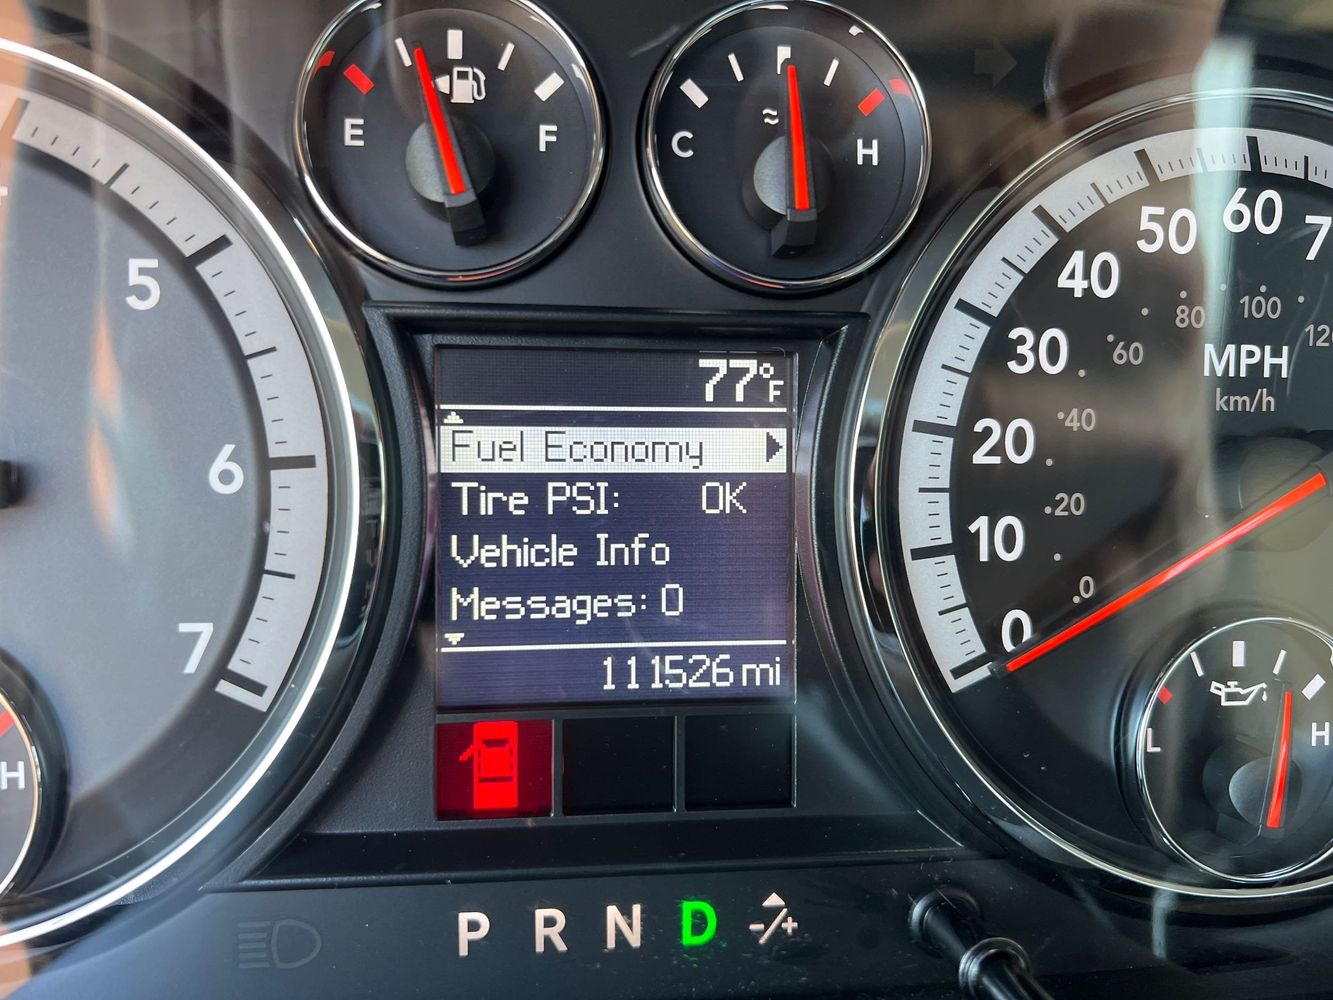 E F
C H
5
6
7
H
77°F
Fuel Economy
Tire PSI: OK
Vehicle Info
Messages: 0
111526 mi
P R N D -/+
0
10
20
30
40
50
60
0
20
40
60
80
100
MPH
km/h
L H